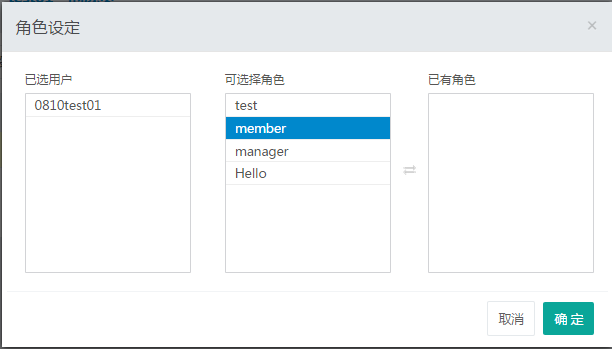 角色设定
×
已选用户
可选择角色
已有角色
0810test01
test
member
manager
Hello
取消
确定